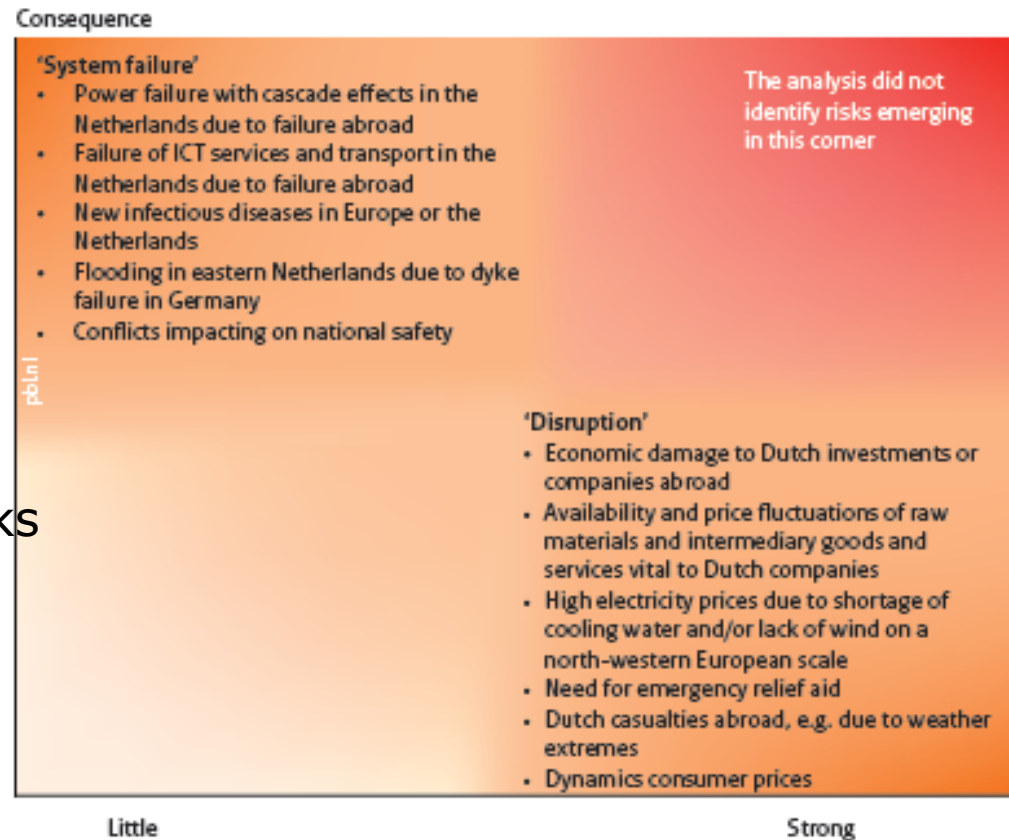 Consequence
‘System failure’
• Power failure with cascade effects in the
Netherlands due to failure abroad
• Failure of ICT services and transport in the
Netherlands due to failure abroad
• New infectious diseases in Europe or the
Netherlands
• Flooding in eastern Netherlands due to dyke
failure in Germany
• Conflicts impacting on national safety
The analysis did not
identify risks emerging
in this corner
pbl.nl
ks
‘Disruption’
• Economic damage to Dutch investments or
companies abroad
• Availability and price fluctuations of raw
materials and intermediary goods and
services vital to Dutch companies
• High electricity prices due to shortage of
cooling water and/or lack of wind on a
north-western European scale
• Need for emergency relief aid
• Dutch casualties abroad, e.g. due to weather
extremes
• Dynamics consumer prices
Little
Strong